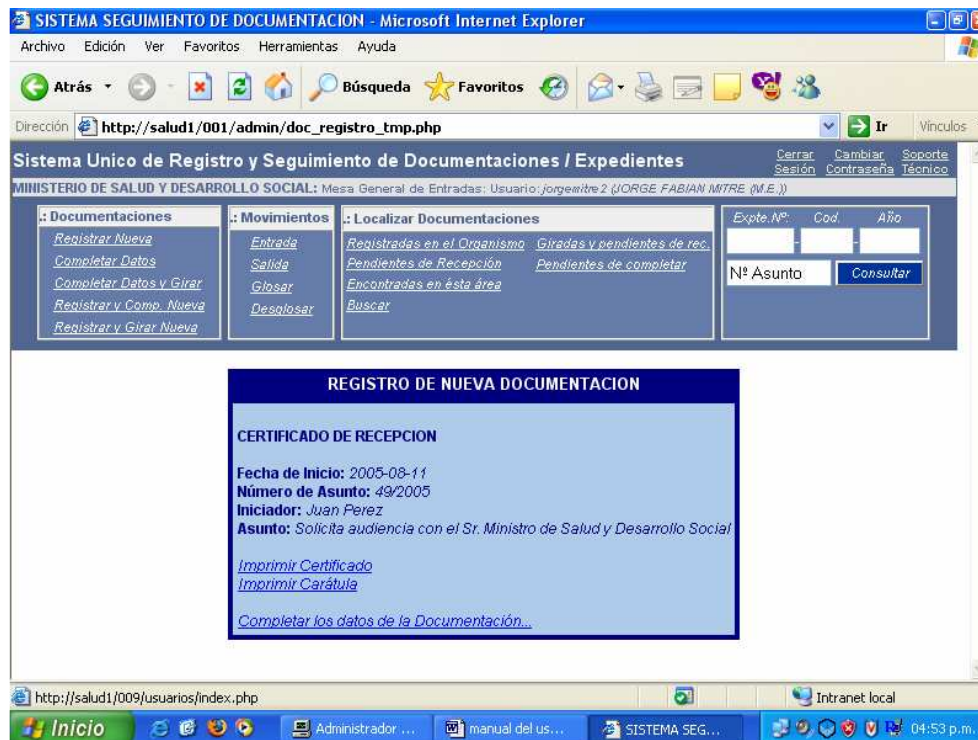 SISTEMA SEGUIMIENTO DE DOCUMENTACION - Microsoft Internet Explorer
Archivo Edición Ver Favoritos Herramientas Ayuda
Atrás Búsqueda Favoritos
Dirección http://salud1/001/admin/doc_registro_tmp.php Ir Vínculos
Sistema Unico de Registro y Seguimiento de Documentaciones / Expedientes
Cerrar Sesión Cambiar Contraseña Soporte Técnico
MINISTERIO DE SALUD Y DESARROLLO SOCIAL: Mesa General de Entradas: Usuario: jorgemitre2 (JORGE FABIAN MITRE (M.E.))
.: Documentaciones
Registrar Nueva
Completar Datos
Completar Datos y Girar
Registrar y Comp. Nueva
Registrar y Girar Nueva
.: Movimientos
Entrada
Salida
Glosar
Desglosar
.: Localizar Documentaciones
Registradas en el Organismo Giradas y pendientes de rec.
Pendientes de Recepción Pendientes de completar
Encontradas en ésta área
Buscar
Expte.Nº: Cod. Año
- -
Nº Asunto Consultar
REGISTRO DE NUEVA DOCUMENTACION
CERTIFICADO DE RECEPCION
Fecha de Inicio: 2005-08-11
Número de Asunto: 49/2005
Iniciador: Juan Perez
Asunto: Solicita audiencia con el Sr. Ministro de Salud y Desarrollo Social
Imprimir Certificado
Imprimir Carátula
Completar los datos de la Documentación...
http://salud1/009/usuarios/index.php Intranet local
Inicio Administrador ... manual del us... SISTEMA SEG... 04:53 p.m.